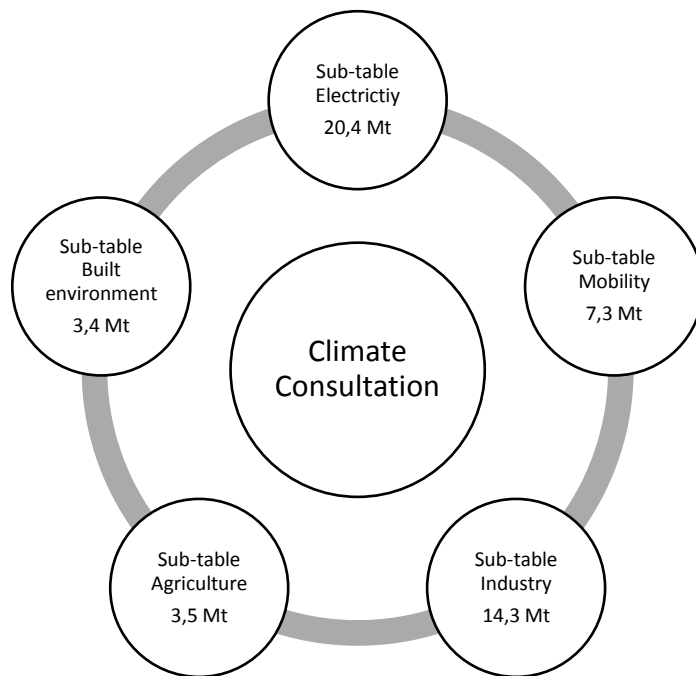 Sub-table
Electrictiy
20,4 Mt
Sub-table
Mobility
7,3 Mt
Sub-table
Industry
14,3 Mt
Sub-table
Agriculture
3,5 Mt
Sub-table
Built
environment
3,4 Mt
Climate
Consultation